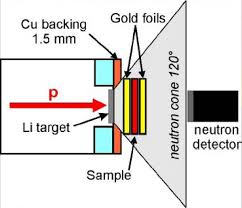 Cu backing
1.5 mm
Gold foils
neutron cone 120°
p
Li target
neutron
detector
Sample